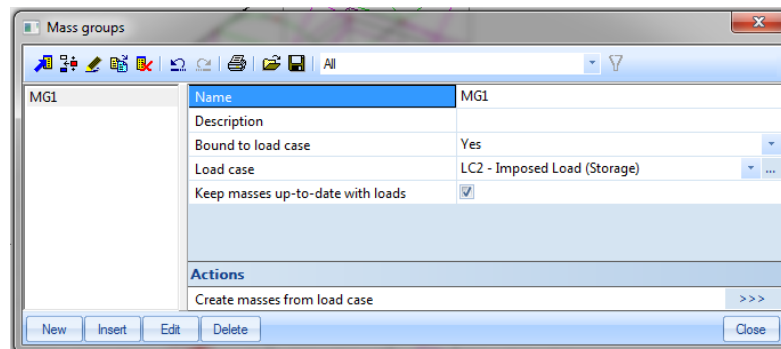 Mass groups
All
MG1
Name MG1
Description
Bound to load case Yes
Load case LC2 - Imposed Load (Storage) ...
Keep masses up-to-date with loads
Actions
Create masses from load case >>>
New Insert Edit Delete Close